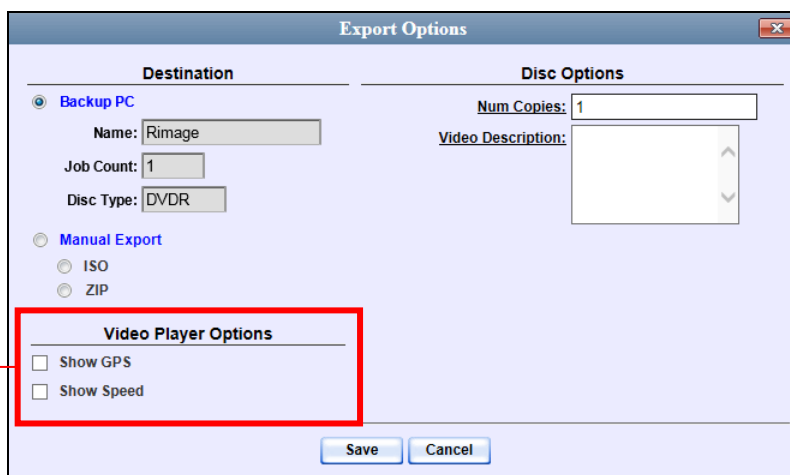 Export Options
Destination
Backup PC
Name: Rimage
Job Count: 1
Disc Type: DVDR
Manual Export
ISO
ZIP
Video Player Options
Show GPS
Show Speed
Disc Options
Num Copies: 1
Video Description:
Save Cancel